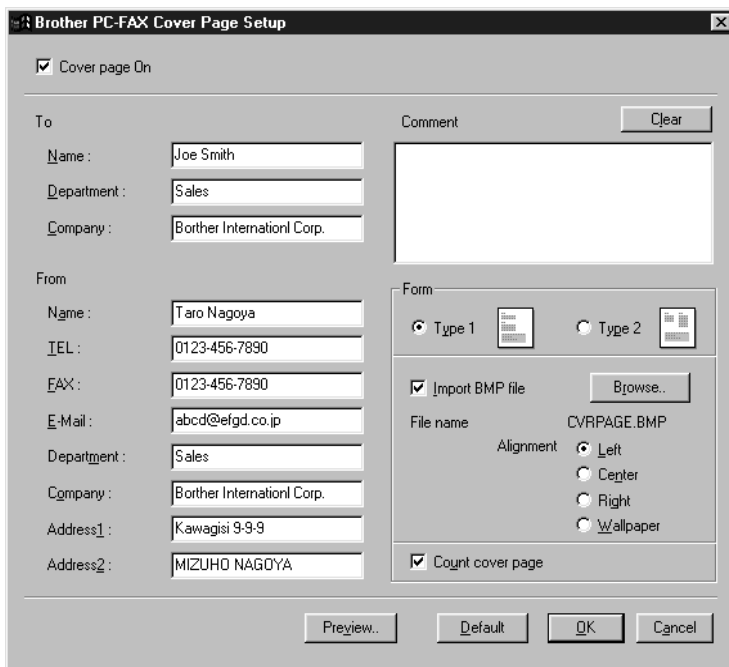 Brother PC-FAX Cover Page Setup
Cover page On
To
Name : Joe Smith
Department : Sales
Company : Borther Internationl Corp.
From
Name : Taro Nagoya
TEL : 0123-456-7890
FAX : 0123-456-7890
E-Mail : abcd@efgd.co.jp
Department : Sales
Company : Borther Internationl Corp.
Address1 : Kawagisi 9-9-9
Address2 : MIZUHO NAGOYA
Comment Clear
Form
Type 1 Type 2
Import BMP file Browse..
File name CVRPAGE.BMP
Alignment Left
Center
Right
Wallpaper
Count cover page
Preview.. Default OK Cancel